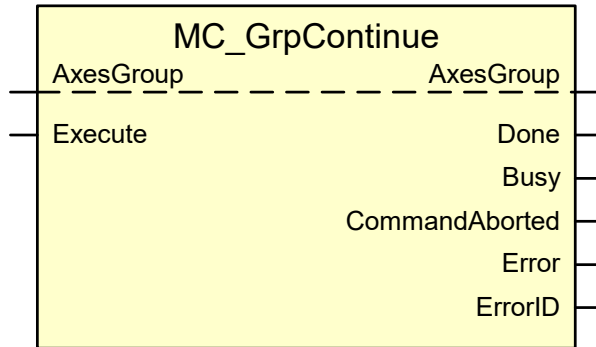 MC_GrpContinue
AxesGroup AxesGroup
Execute Done
Busy
CommandAborted
Error
ErrorID